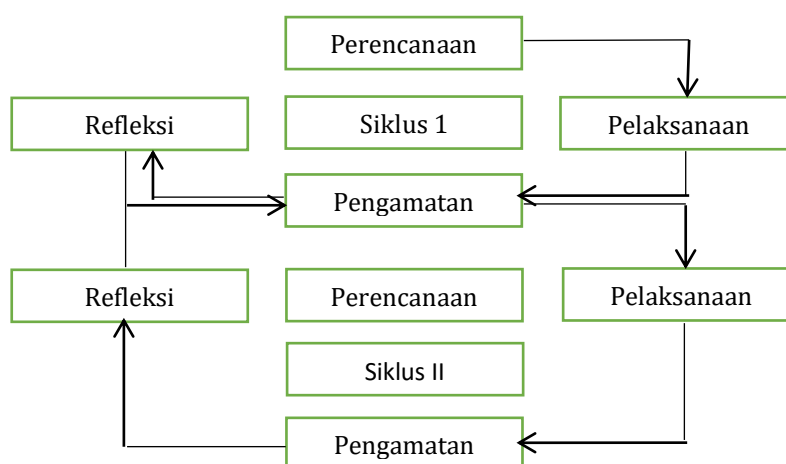 Perencanaan
Refleksi
Siklus 1
Pelaksanaan
Pengamatan
Refleksi
Perencanaan
Pelaksanaan
Siklus II
Pengamatan